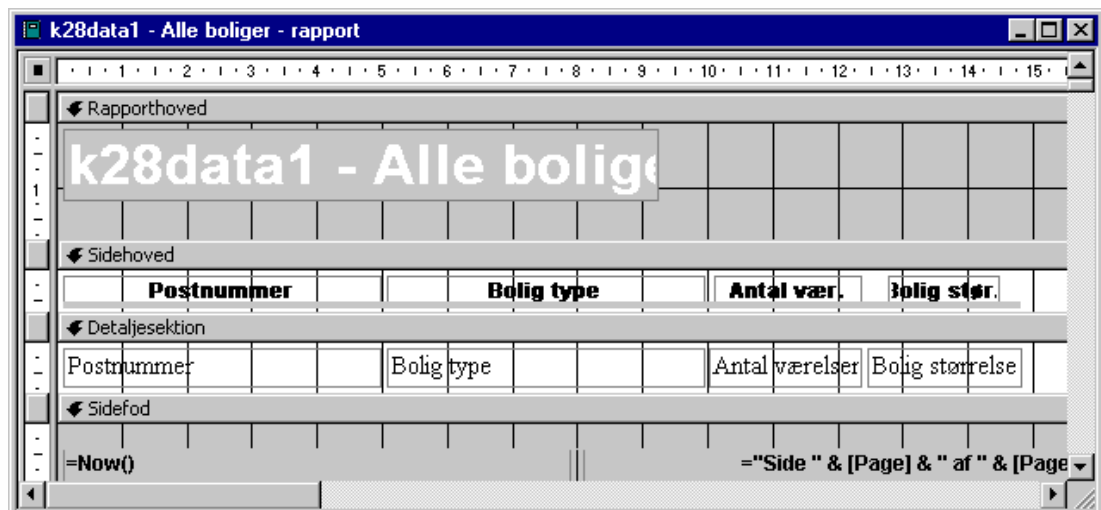 k28data1 - Alle boliger - rapport
1 2 3 4 5 6 7 8 9 10 11 12 13 14 15
Rapporthoved
k28data1 - Alle bolige
1
Sidehoved
Postnummer Bolig type Antal vær. Bolig stør.
Detaljesektion
Postnummer Bolig type Antal værelser Bolig størrelse
Sidefod
=Now() ="Side " & [Page] & " af " & [Page